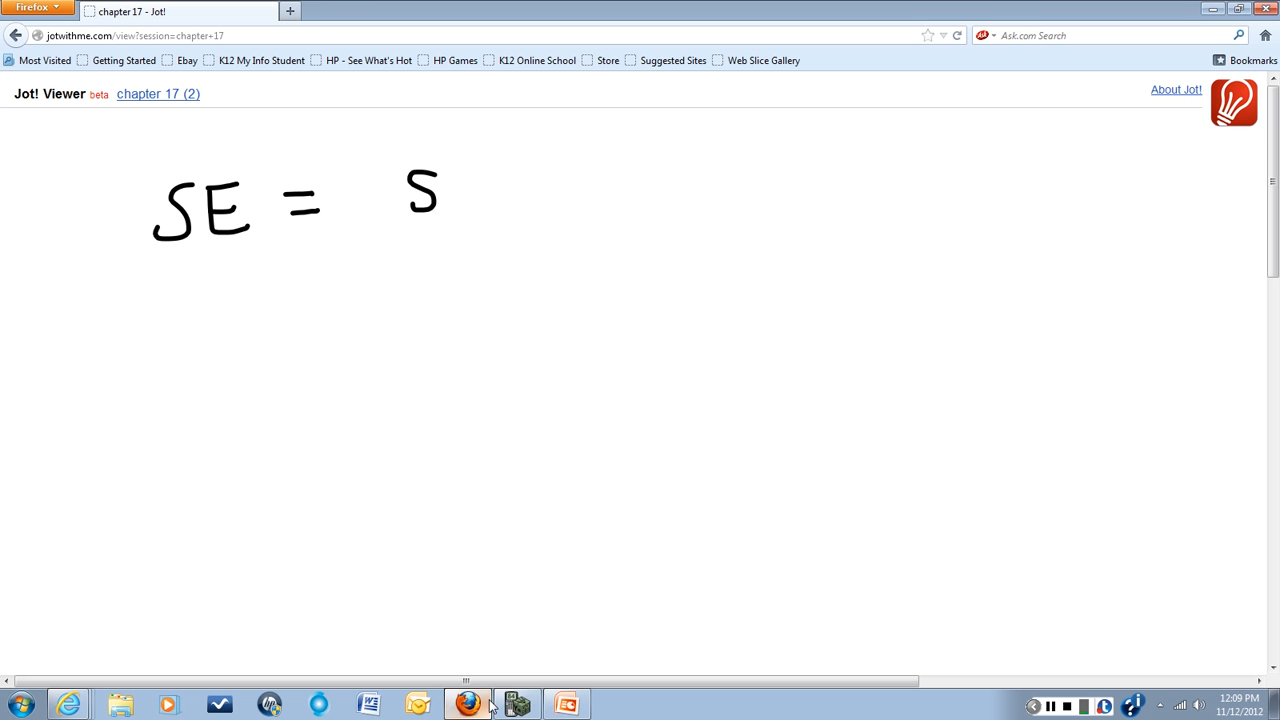 Firefox
chapter 17 - Jot!
jotwithme.com/view?session=chapter+17
Ask.com Search
Most Visited Getting Started Ebay K12 My Info Student HP - See What's Hot HP Games K12 Online School Store Suggested Sites Web Slice Gallery Bookmarks
Jot! Viewer beta chapter 17 (2) About Jot!
SE = S
12:09 PM
11/12/2012